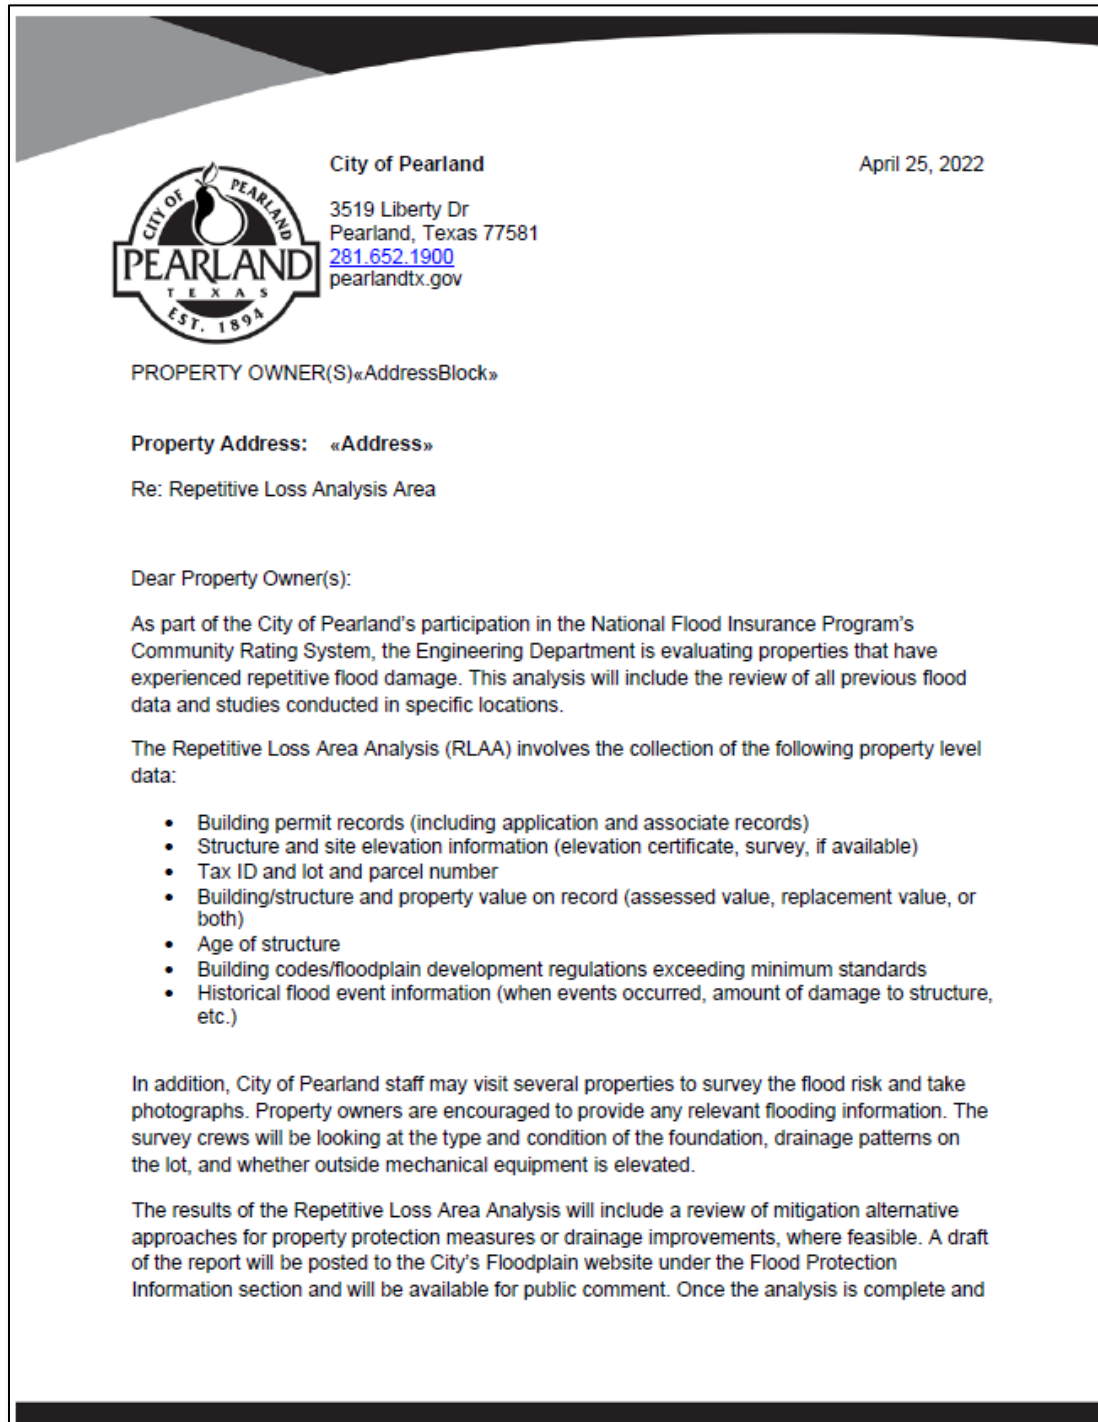 City of Pearland
April 25, 2022
3519 Liberty Dr
Pearland, Texas 77581
281.652.1900
pearlandtx.gov
CITY OF PEARLAND
PEARLAND
TEXAS
EST. 1894
PROPERTY OWNER(S)«AddressBlock»
Property Address: «Address»
Re: Repetitive Loss Analysis Area
Dear Property Owner(s):
As part of the City of Pearland's participation in the National Flood Insurance Program's
Community Rating System, the Engineering Department is evaluating properties that have
experienced repetitive flood damage. This analysis will include the review of all previous flood
data and studies conducted in specific locations.
The Repetitive Loss Area Analysis (RLAA) involves the collection of the following property level
data:
• Building permit records (including application and associate records)
• Structure and site elevation information (elevation certificate, survey, if available)
• Tax ID and lot and parcel number
• Building/structure and property value on record (assessed value, replacement value, or
both)
• Age of structure
• Building codes/floodplain development regulations exceeding minimum standards
• Historical flood event information (when events occurred, amount of damage to structure,
etc.)
In addition, City of Pearland staff may visit several properties to survey the flood risk and take
photographs. Property owners are encouraged to provide any relevant flooding information. The
survey crews will be looking at the type and condition of the foundation, drainage patterns on
the lot, and whether outside mechanical equipment is elevated.
The results of the Repetitive Loss Area Analysis will include a review of mitigation alternative
approaches for property protection measures or drainage improvements, where feasible. A draft
of the report will be posted to the City's Floodplain website under the Flood Protection
Information section and will be available for public comment. Once the analysis is complete and